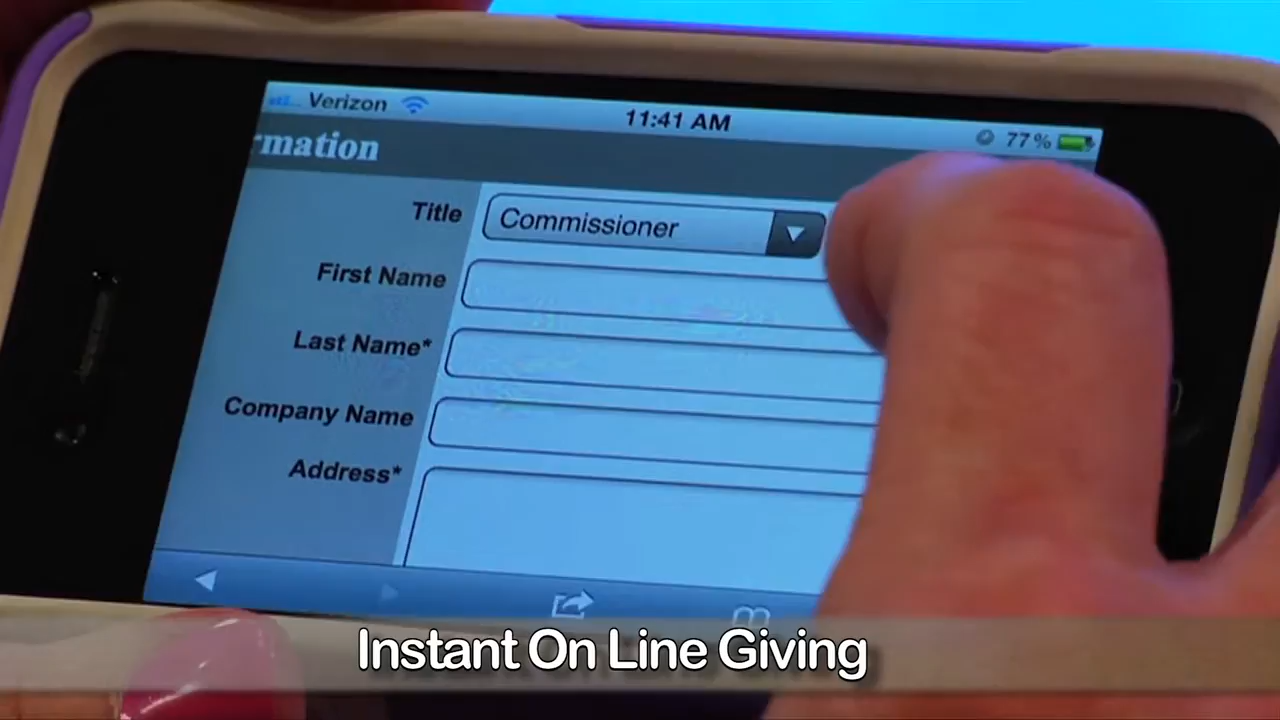 Verizon 11:41 AM 77%
rmation
Title Commissioner
First Name
Last Name*
Company Name
Address*
Instant On Line Giving